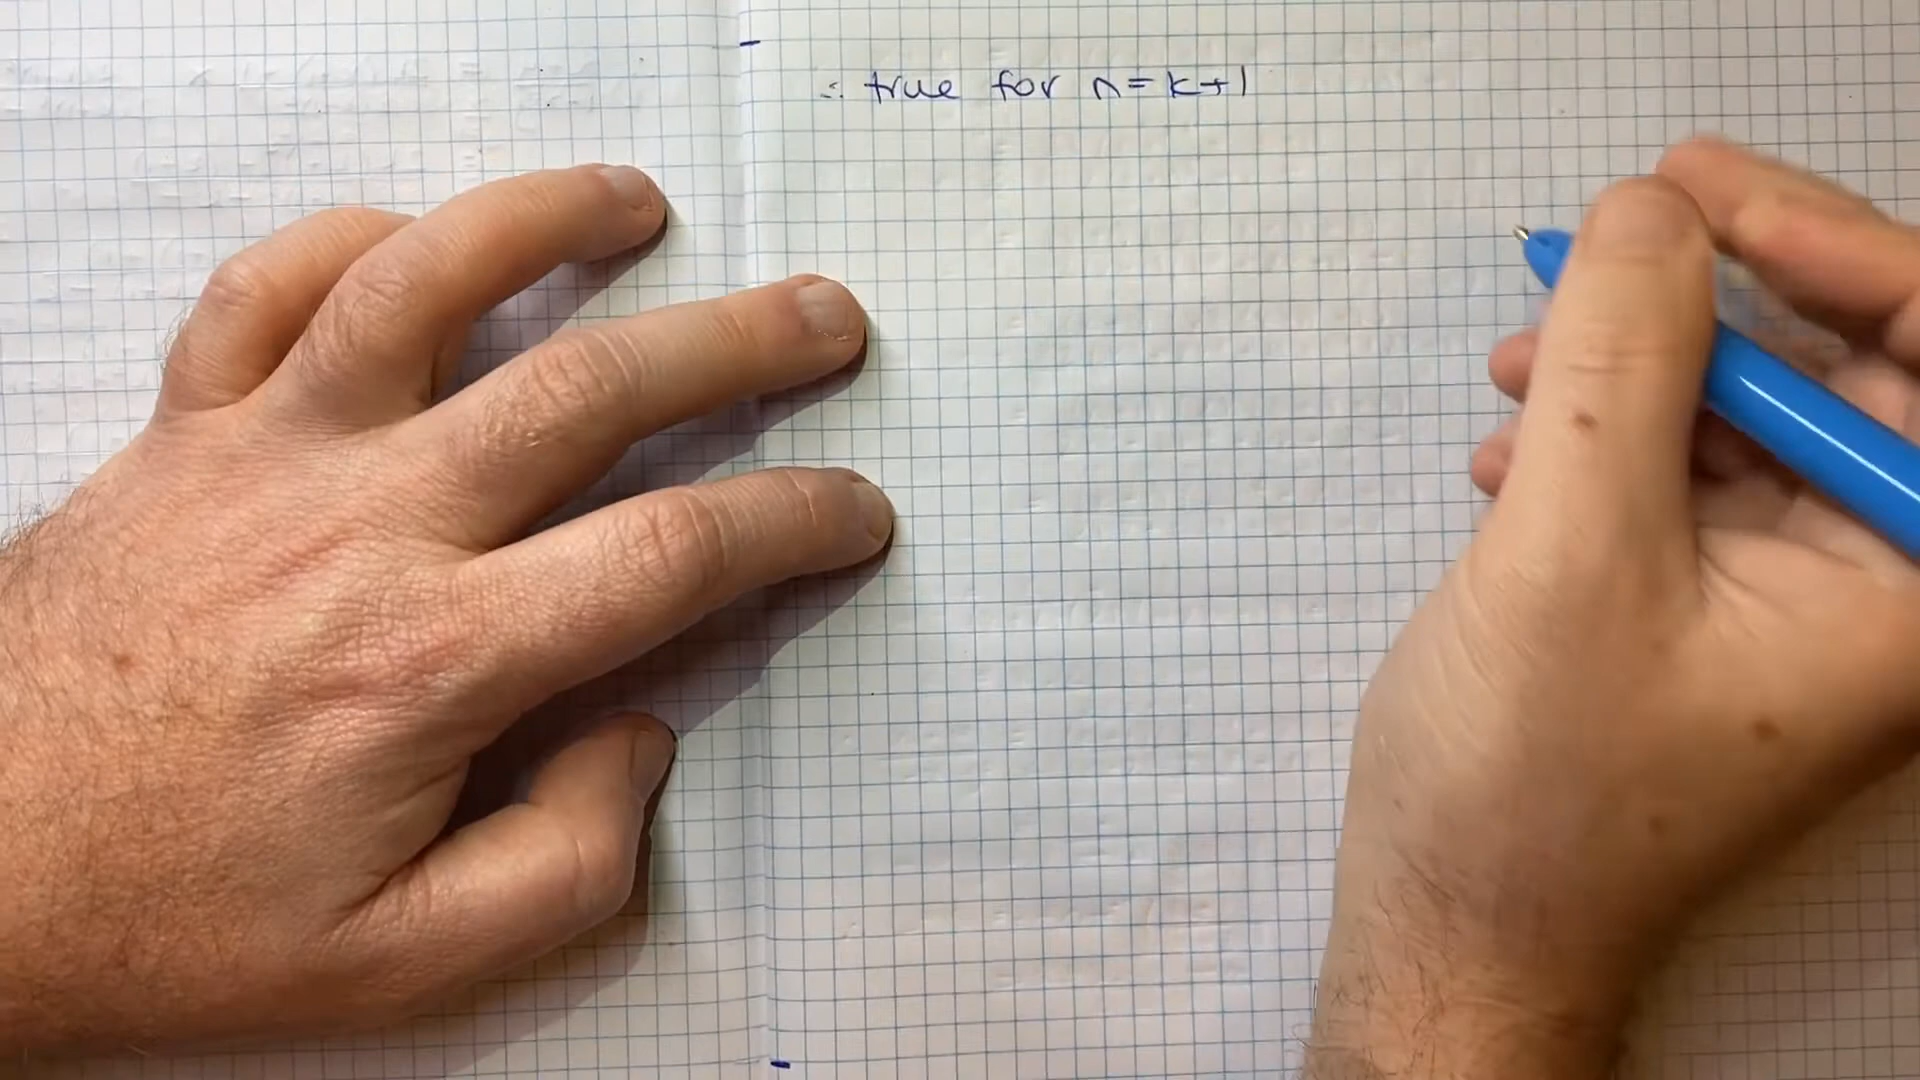 ∴ true for n=k+1